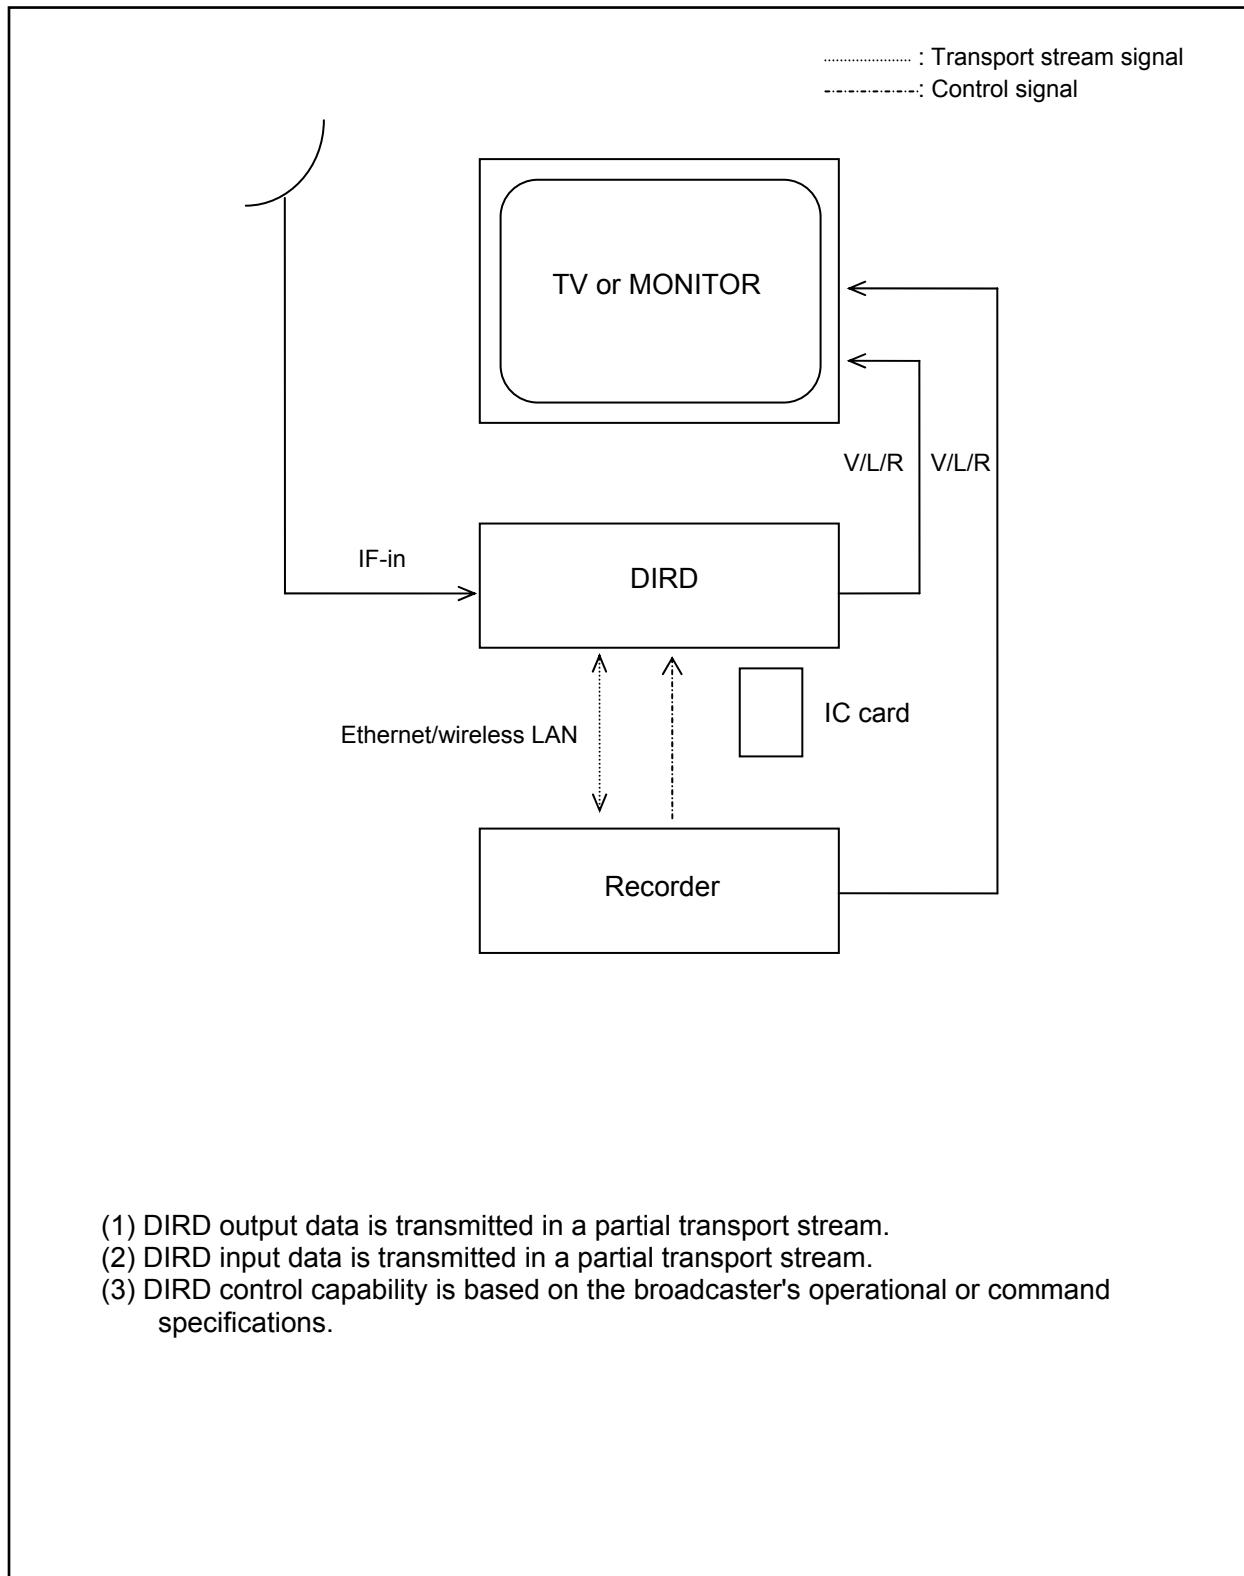 : Transport stream signal
: Control signal
TV or MONITOR
V/L/R
V/L/R
IF-in
DIRD
IC card
Ethernet/wireless LAN
Recorder
(1) DIRD output data is transmitted in a partial transport stream.
(2) DIRD input data is transmitted in a partial transport stream.
(3) DIRD control capability is based on the broadcaster's operational or command
specifications.